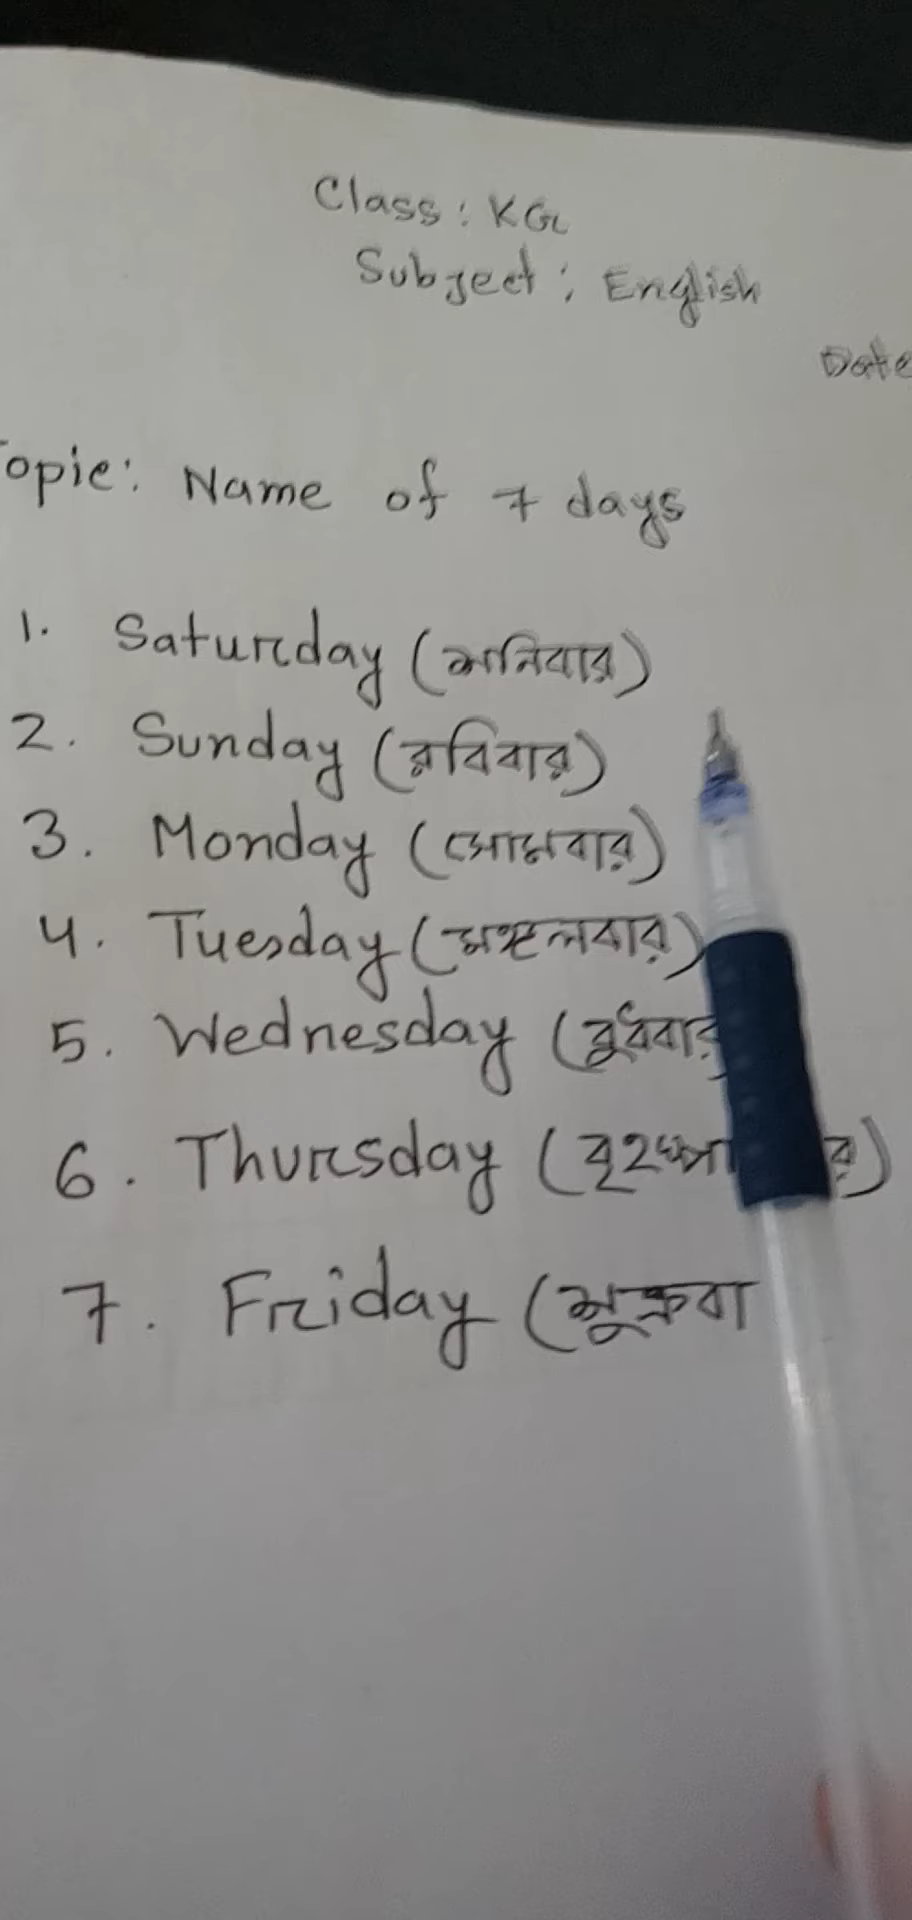 Class: KG
Subject: English
Date
Topic: Name of 7 days
1. Saturday (শনিবার)
2. Sunday (রবিবার)
3. Monday (সোমবার)
4. Tuesday (মঙ্গলবার)
5. Wednesday (বুধবার
6. Thursday (
7. Friday (শুক্রবা